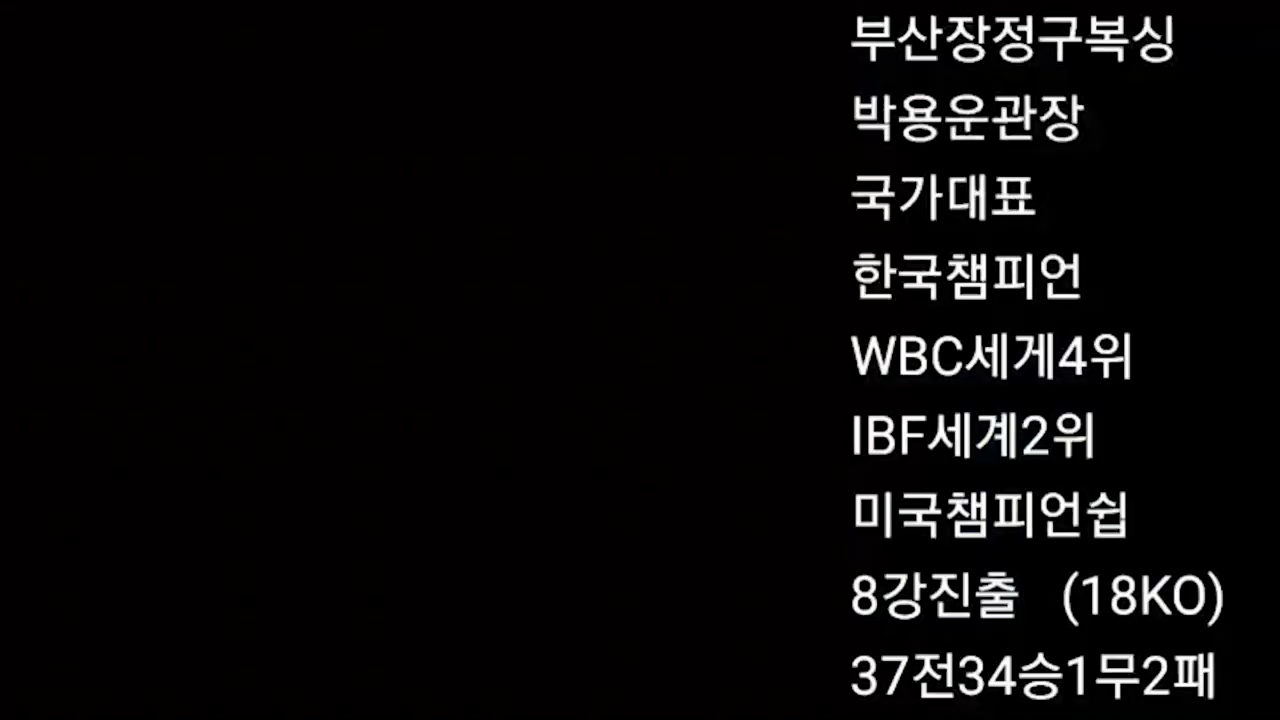 부산장정구복싱
박용운관장
국가대표
한국챔피언
WBC세게4위
IBF세계2위
미국챔피언쉽
8강진출 (18KO)
37전34승1무2패